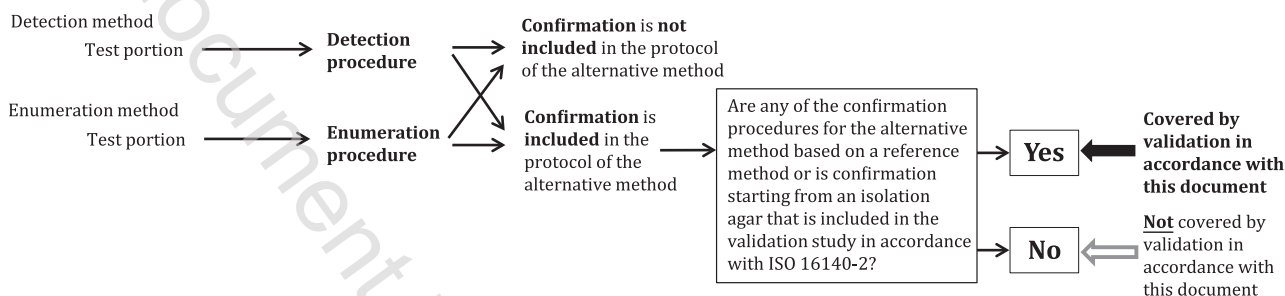 Detection method
Test portion
Detection
procedure
Confirmation is not
included in the protocol
of the alternative method
Enumeration method
Test portion
Enumeration
procedure
Confirmation is
included in the
protocol of the
alternative method
Are any of the confirmation
procedures for the alternative
method based on a reference
method or is confirmation
starting from an isolation
agar that is included in the
validation study in accordance
with ISO 16140-2?
Yes
Covered by
validation in
accordance with
this document
No
Not covered by
validation in
accordance with
this document
ocument